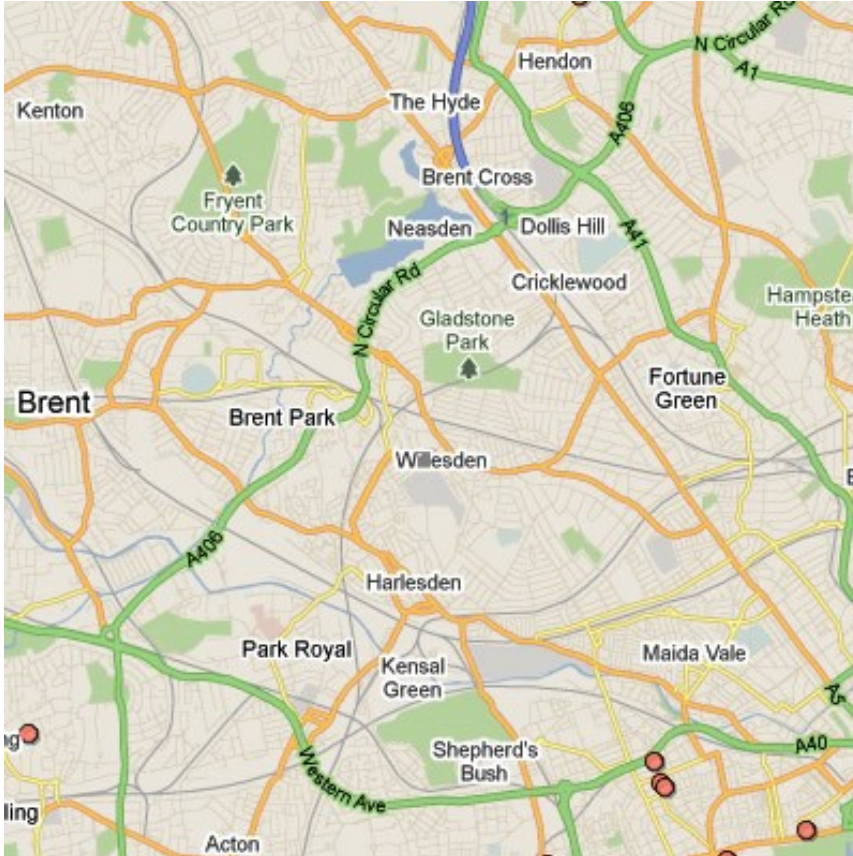 N Circular Rd
Hendon
A1
Kenton
The Hyde
A406
Brent Cross
Fryent
Country Park
Neasden
1
Dollis Hill
A41
N Circular Rd
Cricklewood
Hampste
Heath
Gladstone
Park
Fortune
Green
Brent
Brent Park
Willesden
A406
Harlesden
Park Royal
Maida Vale
Kensal
Green
A5
ng
Shepherd's
Bush
A40
Western Ave
ling
Acton